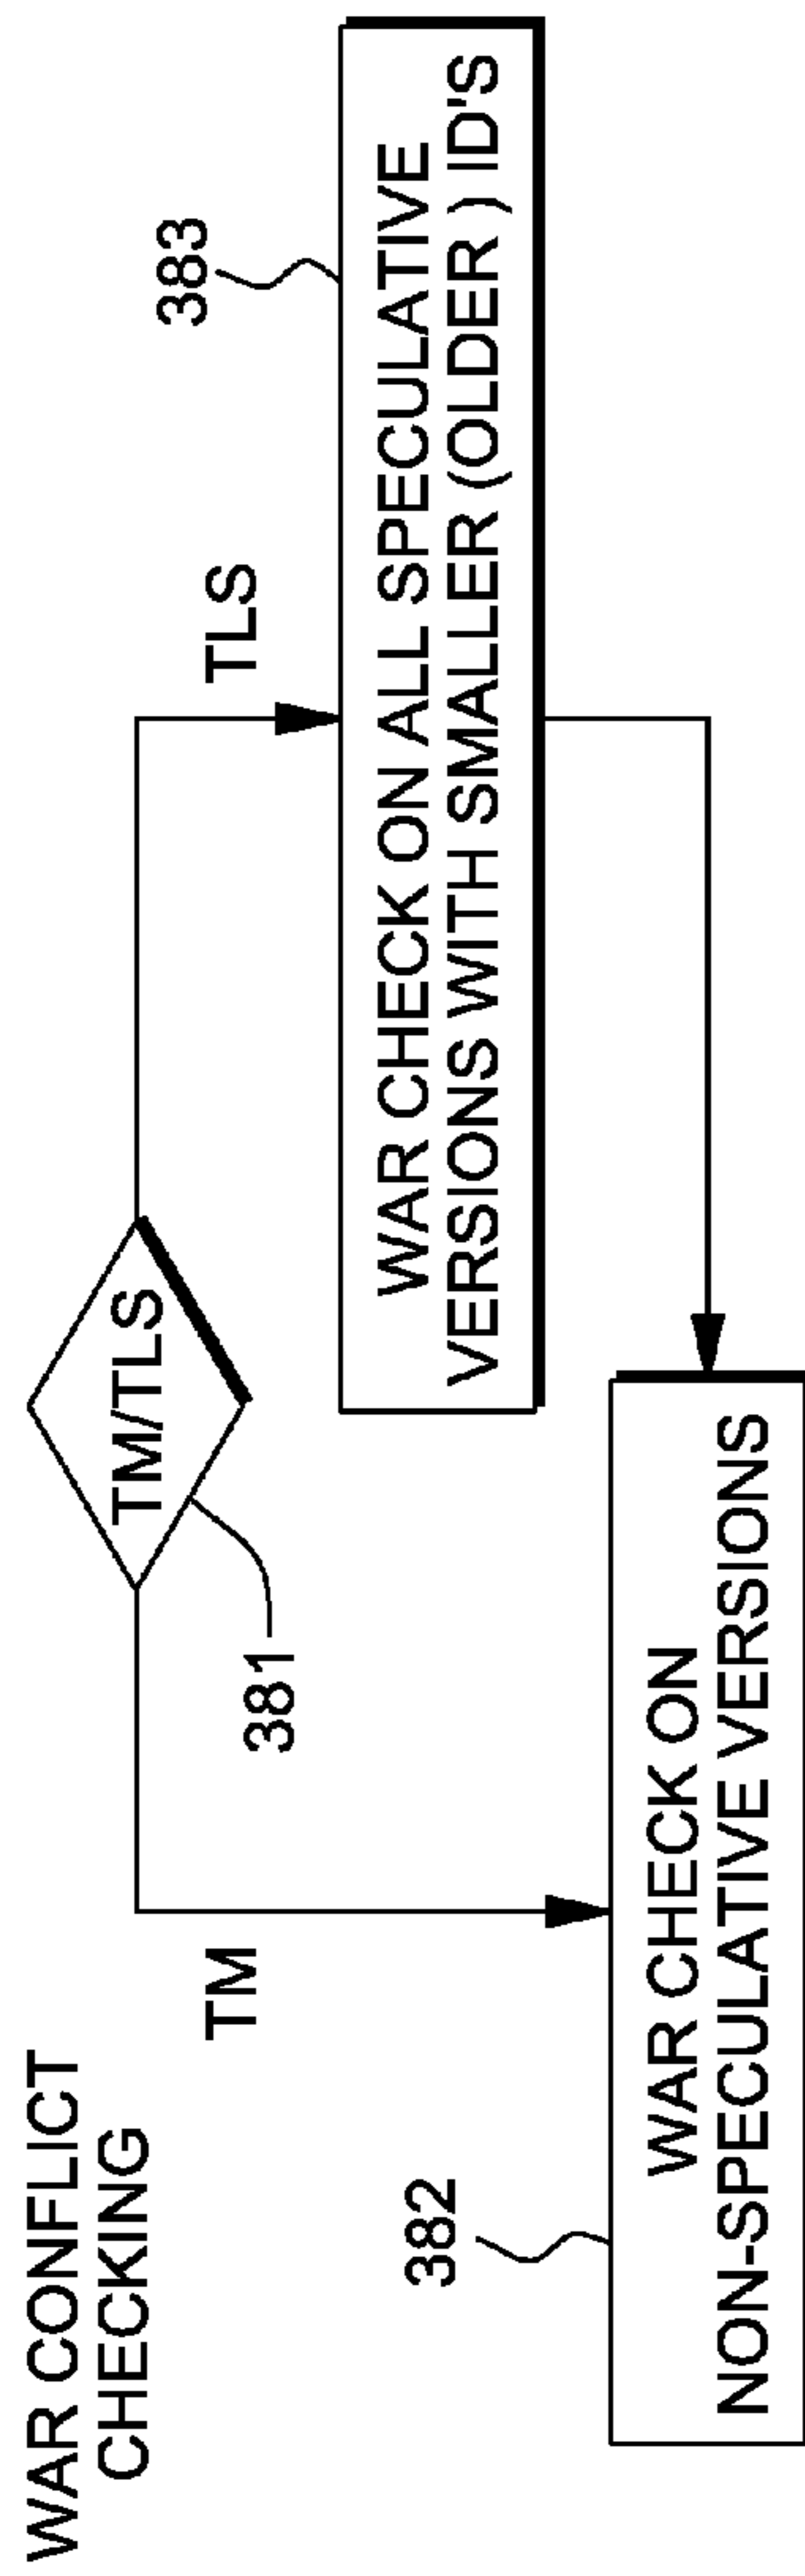 WAR CONFLICT
CHECKING
TM/TLS
381
TM
TLS
383
WAR CHECK ON ALL SPECULATIVE
VERSIONS WITH SMALLER (OLDER ) ID'S
382
WAR CHECK ON
NON-SPECULATIVE VERSIONS